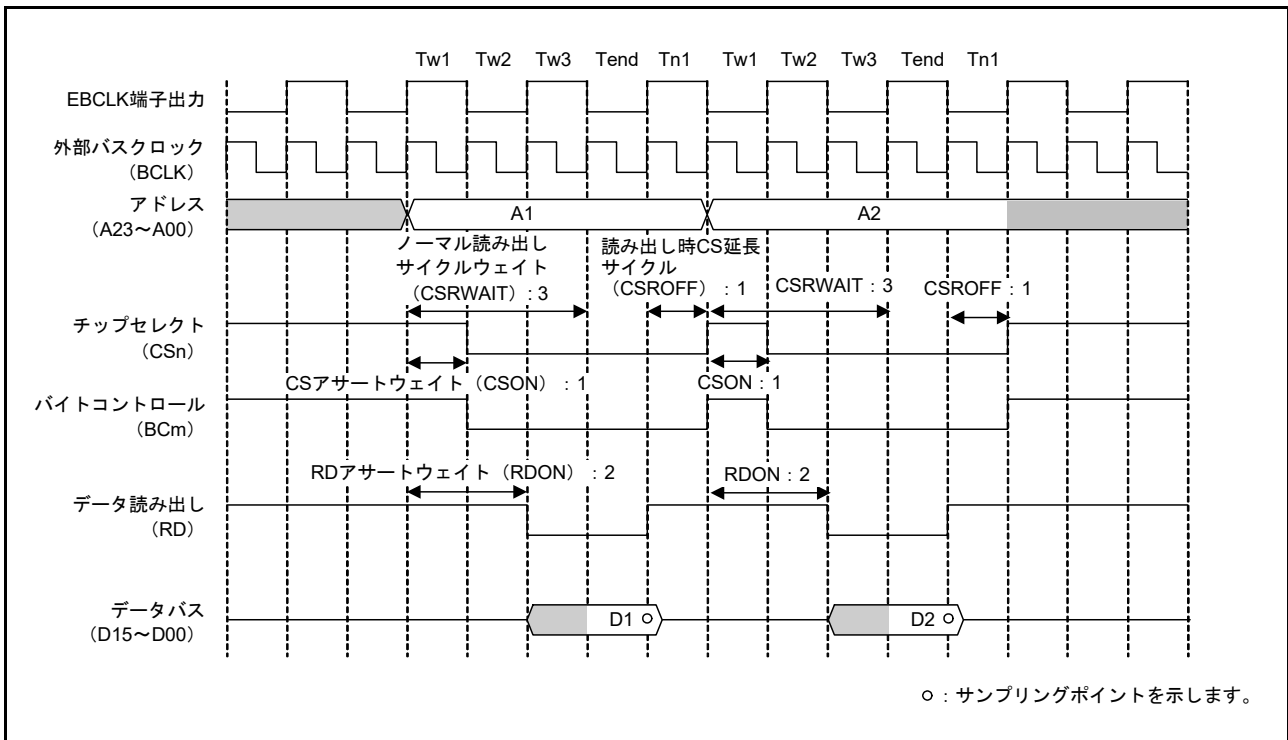 Tw1 Tw2 Tw3 Tend Tn1 Tw1 Tw2 Tw3 Tend Tn1
EBCLK端子出力
外部バスクロック
（BCLK）
アドレス
（A23～A00）
A1
A2
ノーマル読み出し
サイクルウェイト
（CSRWAIT）: 3
読み出し時CS延長
サイクル
（CSROFF）：1
CSRWAIT：3
CSROFF：1
チップセレクト
（CSn）
CSアサートウェイト（CSON）：1
CSON：1
バイトコントロール
（BCm）
RDアサートウェイト（RDON）：2
RDON：2
データ読み出し
（RD）
データバス
（D15～D00）
D1
D2
：サンプリングポイントを示します。